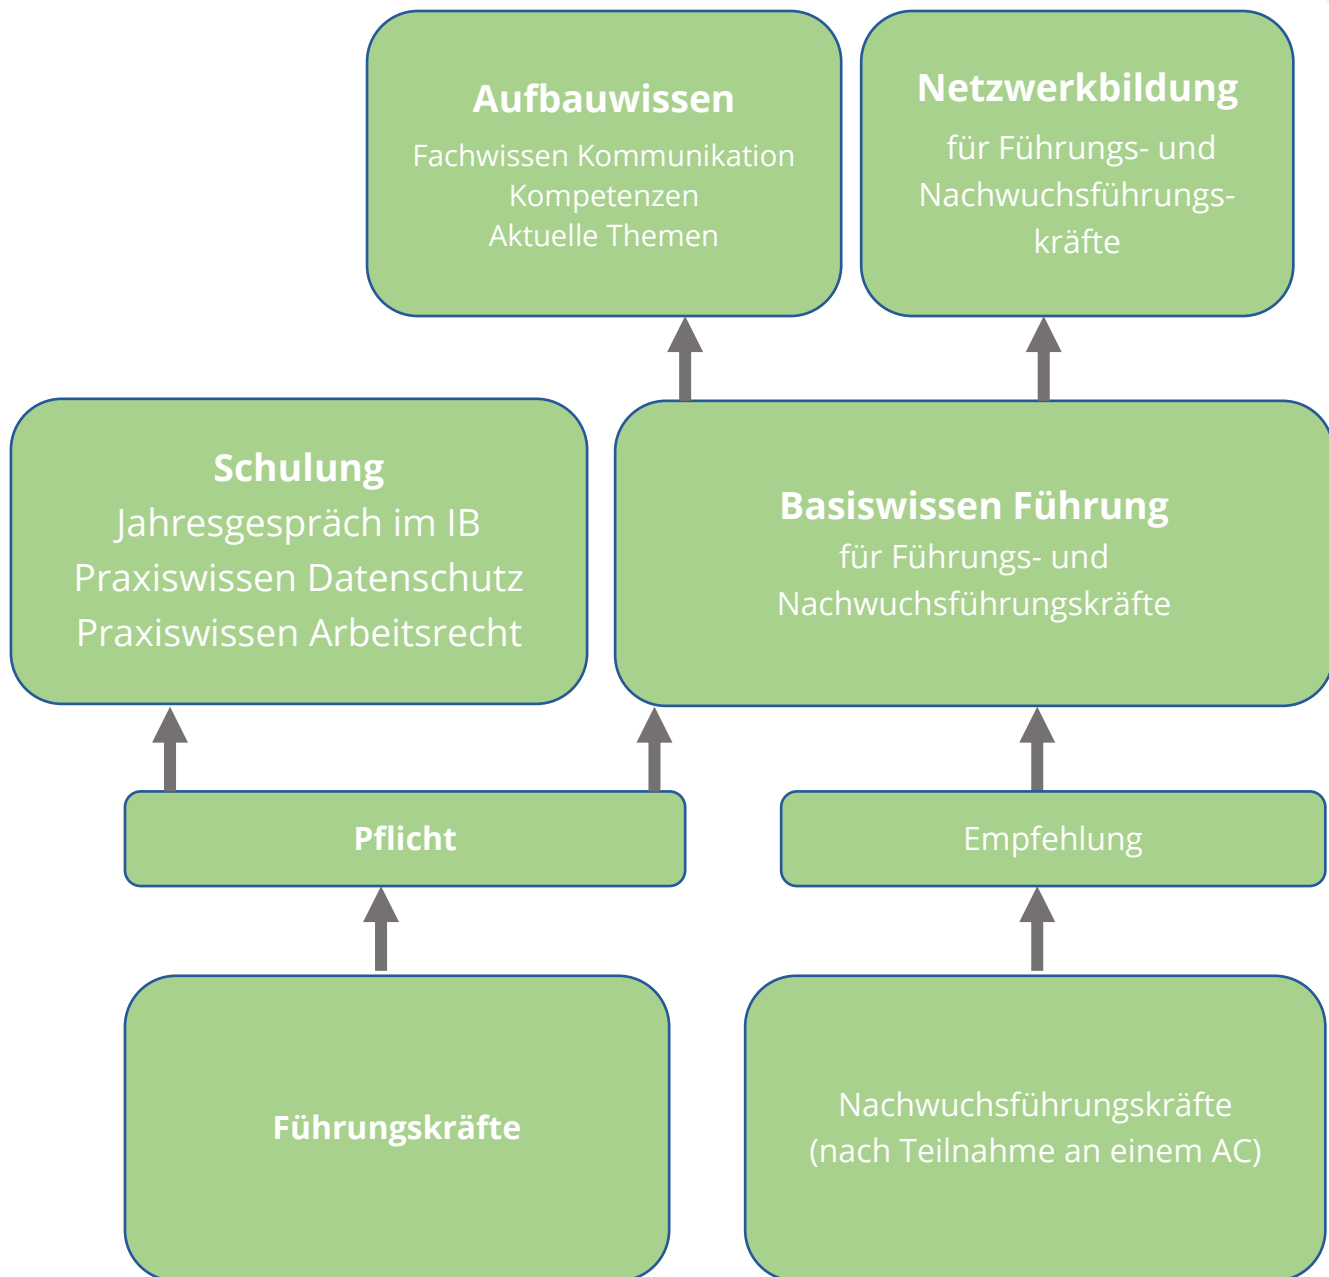 Aufbauwissen
Fachwissen Kommunikation
Kompetenzen
Aktuelle Themen
Netzwerkbildung
für Führungs- und
Nachwuchsführungs-
kräfte
Schulung
Jahresgespräch im IB
Praxiswissen Datenschutz
Praxiswissen Arbeitsrecht
Basiswissen Führung
für Führungs- und
Nachwuchsführungskräfte
Pflicht
Empfehlung
Führungskräfte
Nachwuchsführungskräfte
(nach Teilnahme an einem AC)